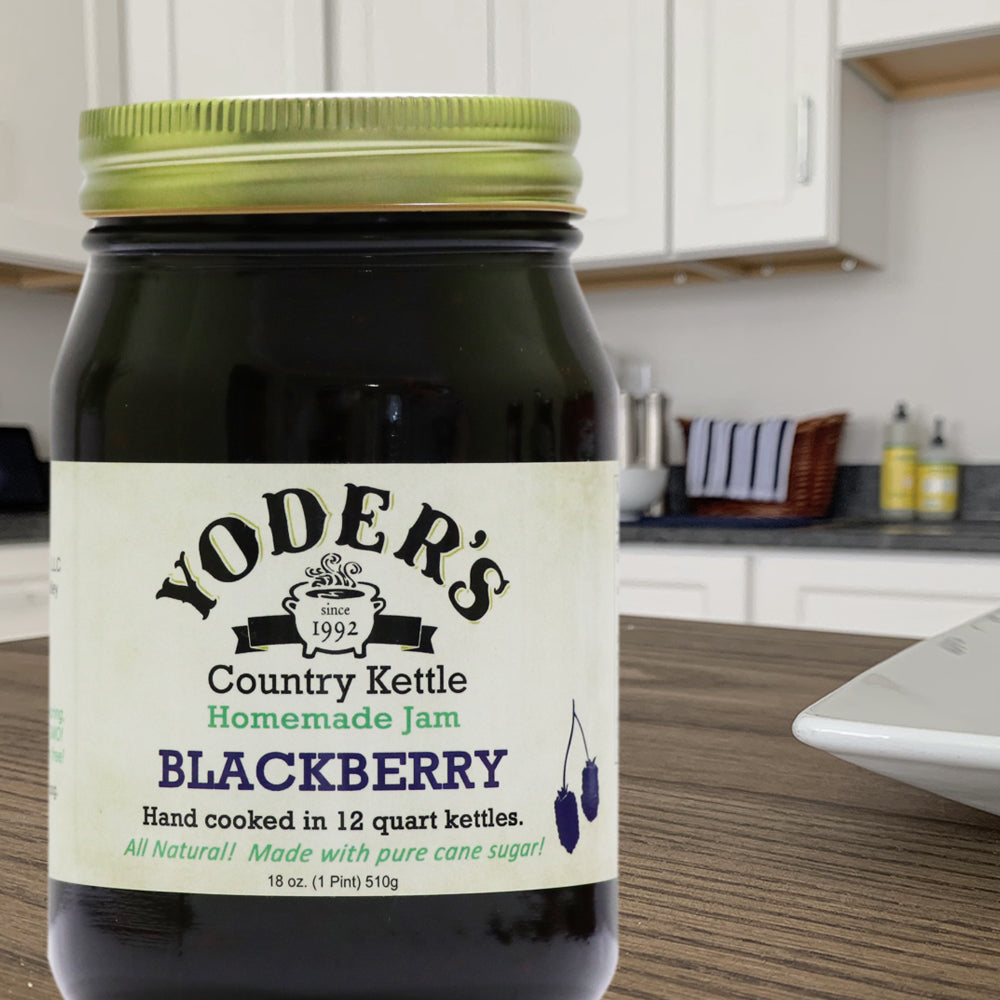 YODER'S
since
1992
Country Kettle
Homemade Jam
BLACKBERRY
Hand cooked in 12 quart kettles.
All Natural! Made with pure cane sugar!
18 oz. (1 Pint) 510g
LLC